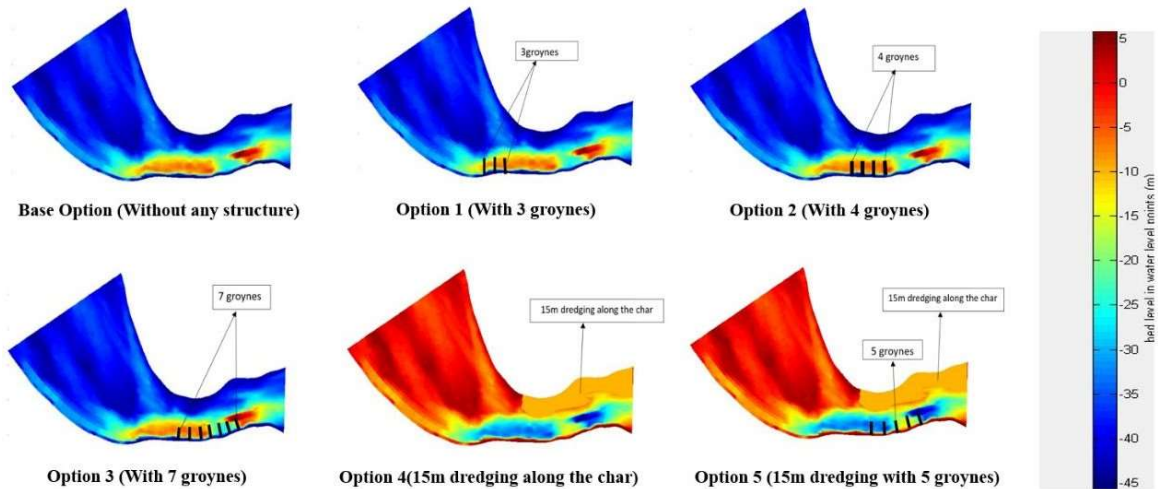 3groynes
4 groynes
Base Option (Without any structure)
Option 1 (With 3 groynes)
Option 2 (With 4 groynes)
7 groynes
15m dredging along the char
15m dredging along the char
5 groynes
Option 3 (With 7 groynes)
Option 4(15m dredging along the char)
Option 5 (15m dredging with 5 groynes)
5
0
-5
-10
-15
-20
-25
-30
-35
-40
-45
bed level in water level points (m)